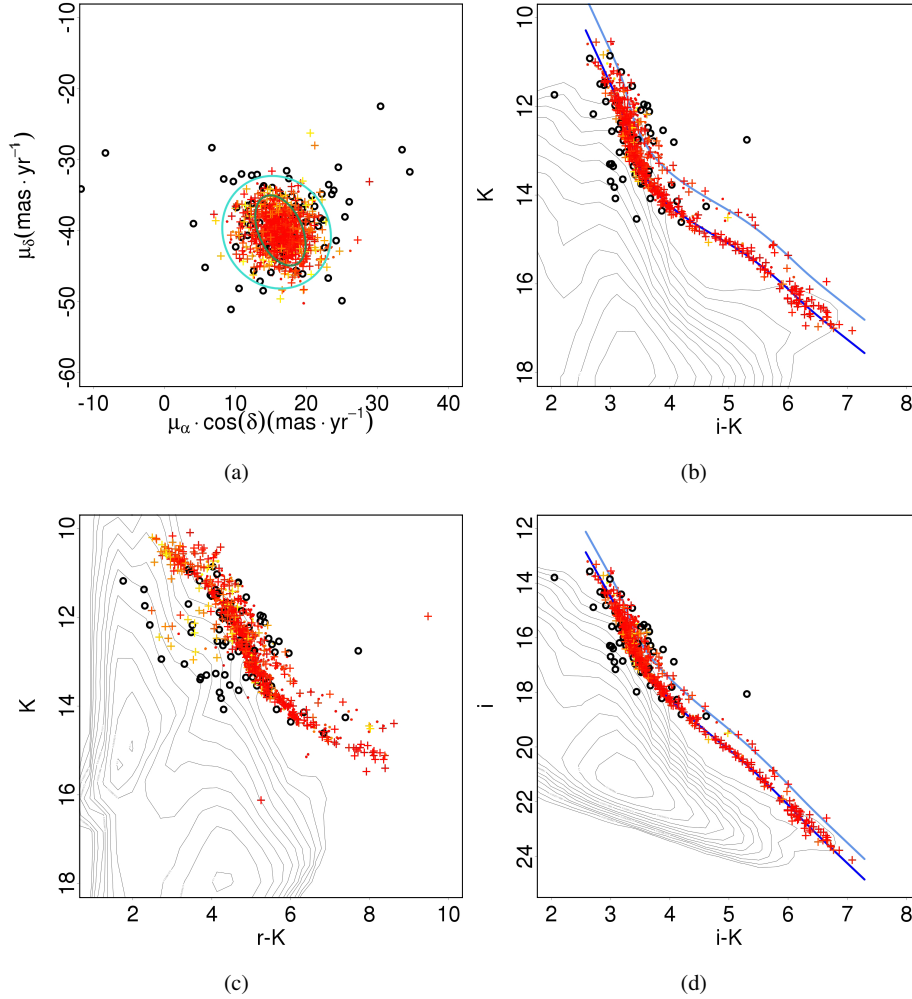 -10
-20
-30
-40
-50
-60
μδ(mas·yr⁻¹)
-10 0 10 20 30 40
μα·cos(δ)(mas·yr⁻¹)
(a)
10
12
14
16
18
K
2 3 4 5 6 7 8
i-K
(b)
10
12
14
16
18
K
2 4 6 8 10
r-K
(c)
12
14
16
18
20
22
24
i
2 3 4 5 6 7 8
i-K
(d)